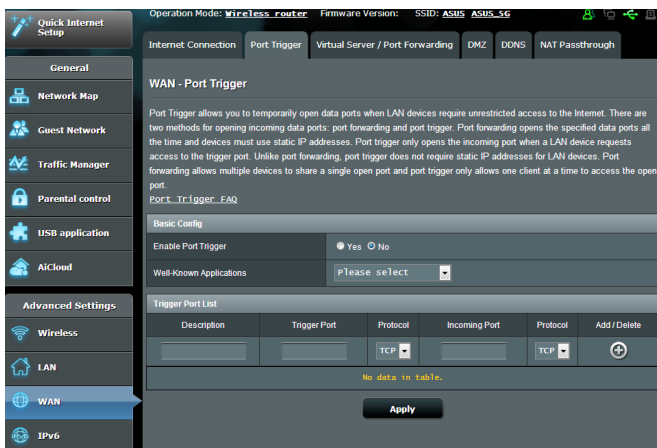 Quick Internet
Setup
Operation Mode: Wireless router Firmware Version: SSID: ASUS ASUS_5G
Internet Connection Port Trigger Virtual Server / Port Forwarding DMZ DDNS NAT Passthrough
General
Network Map
Guest Network
Traffic Manager
Parental control
USB application
AiCloud
Advanced Settings
Wireless
LAN
WAN
IPv6
WAN - Port Trigger
Port Trigger allows you to temporarily open data ports when LAN devices require unrestricted access to the Internet. There are
two methods for opening incoming data ports: port forwarding and port trigger. Port forwarding opens the specified data ports all
the time and devices must use static IP addresses. Port trigger only opens the incoming port when a LAN device requests
access to the trigger port. Unlike port forwarding, port trigger does not require static IP addresses for LAN devices. Port
forwarding allows multiple devices to share a single open port and port trigger only allows one client at a time to access the open
port.
Port Trigger FAQ
Basic Config
Enable Port Trigger Yes No
Well-Known Applications Please select
Trigger Port List
Description Trigger Port Protocol Incoming Port Protocol Add / Delete
TCP TCP
No data in table.
Apply